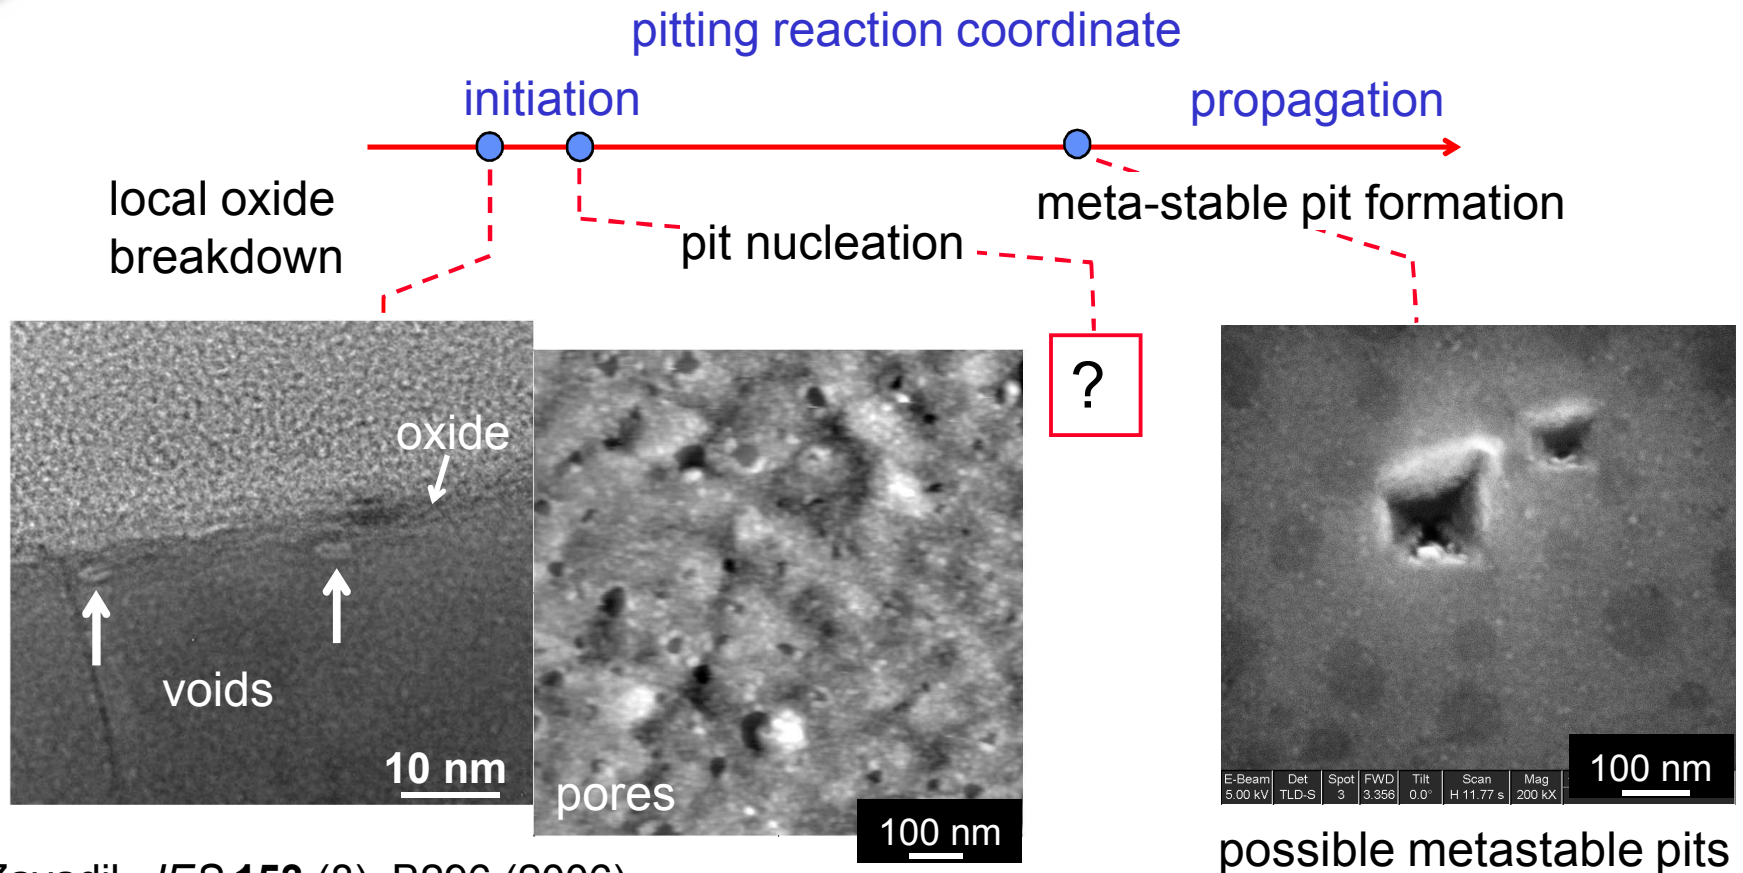 pitting reaction coordinate
initiation
propagation
local oxide
breakdown
pit nucleation
meta-stable pit formation
?
oxide
voids
10 nm
pores
100 nm
E-Beam Det Spot FWD Tilt Scan Mag
5.00 kV TLD-S 3 3.356 0.0° H 11.77 s 200 kX
100 nm
possible metastable pits